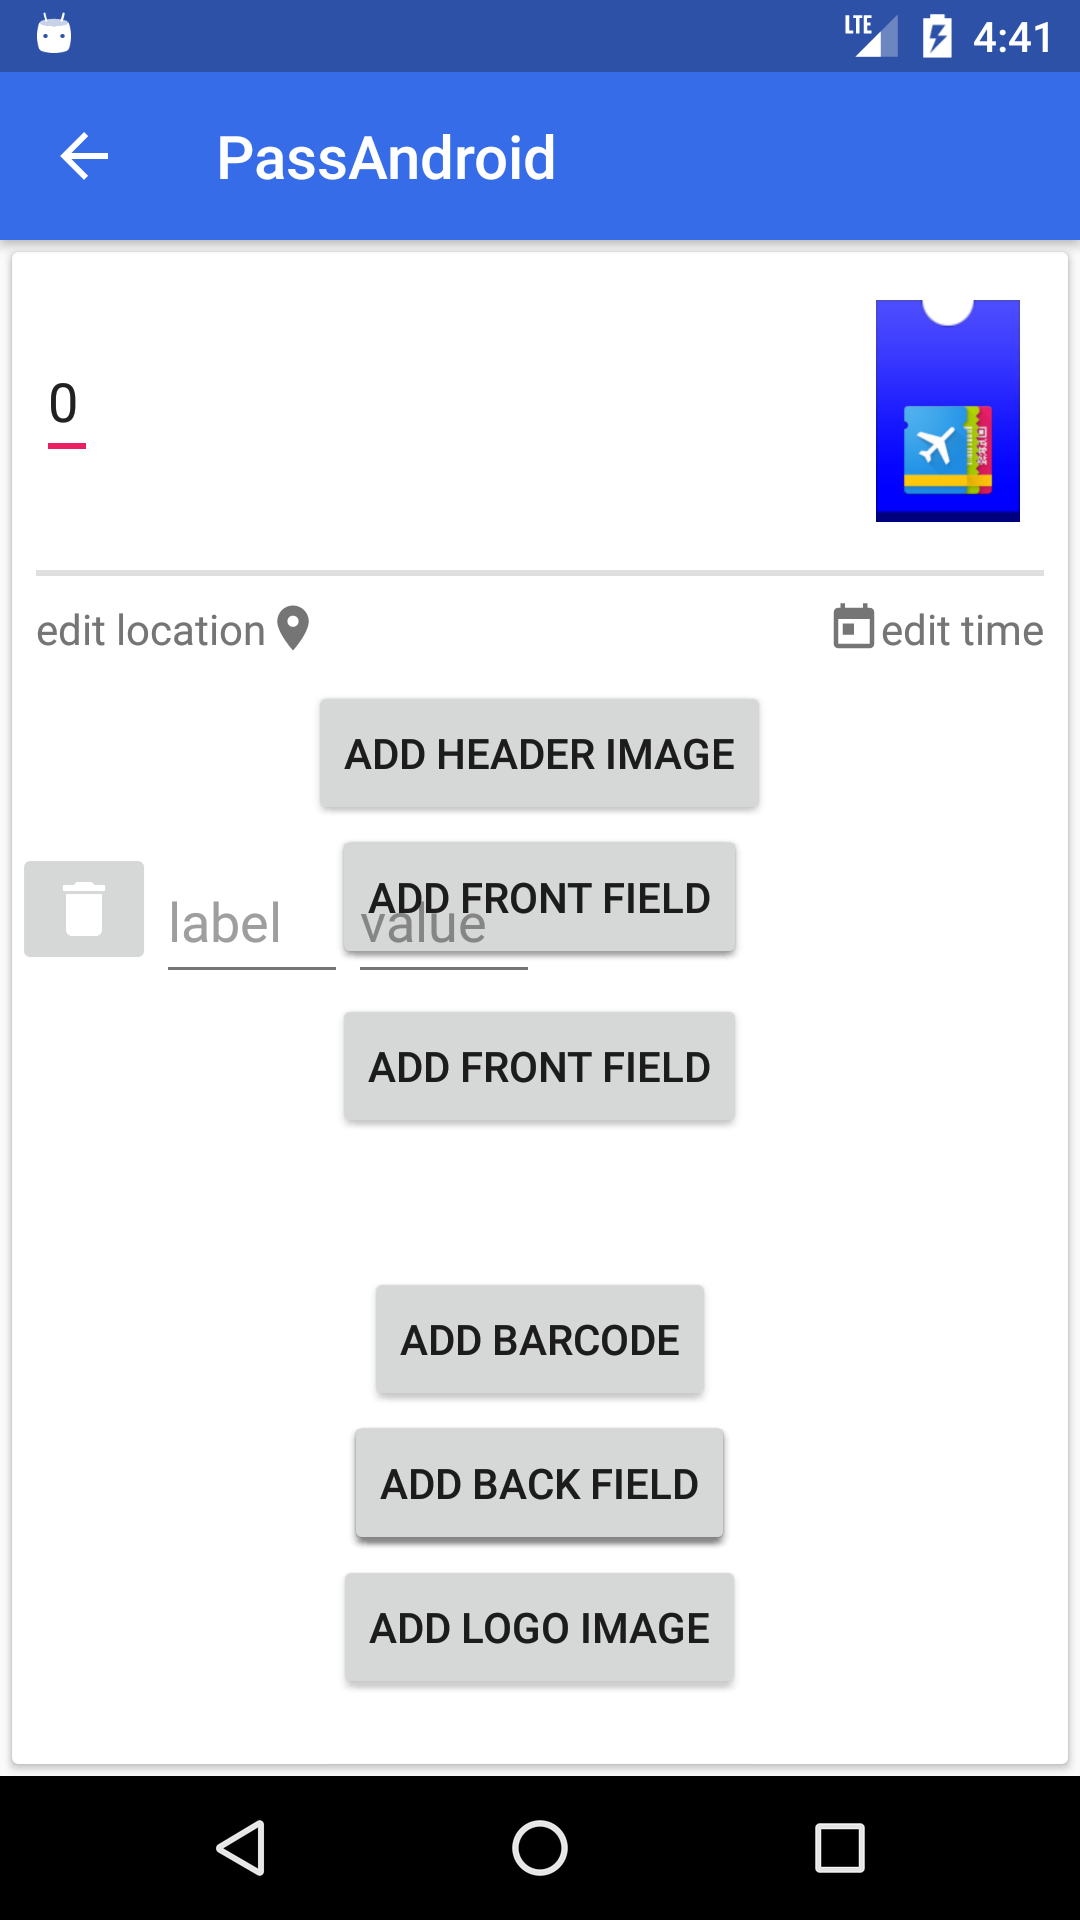 LTE 4:41
PassAndroid
0
edit location edit time
ADD HEADER IMAGE
ADD FRONT FIELD
label value
ADD FRONT FIELD
ADD BARCODE
ADD BACK FIELD
ADD LOGO IMAGE